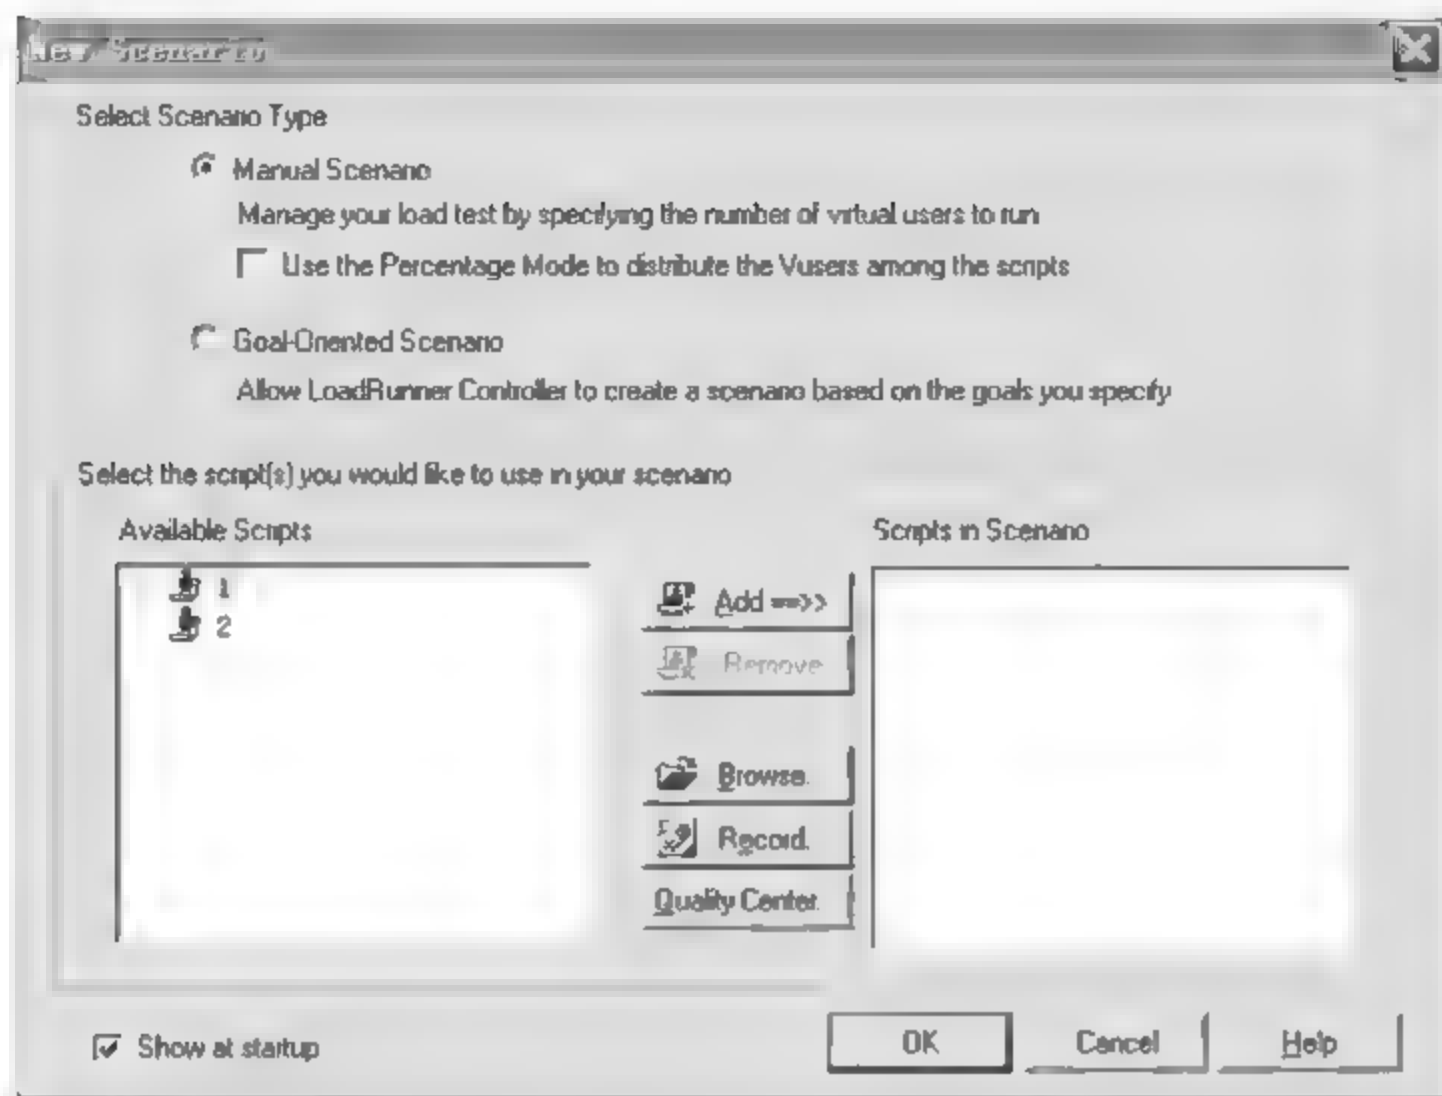 New Scenario
Select Scenario Type
Manual Scenario
Manage your load test by specifying the number of virtual users to run
Use the Percentage Mode to distribute the Vusers among the scripts
Goal-Oriented Scenario
Allow LoadRunner Controller to create a scenario based on the goals you specify
Select the script(s) you would like to use in your scenario
Available Scripts
Scripts in Scenario
1
2
Add ==>>
Remove
Browse.
Record.
Quality Center.
Show at startup
OK
Cancel
Help